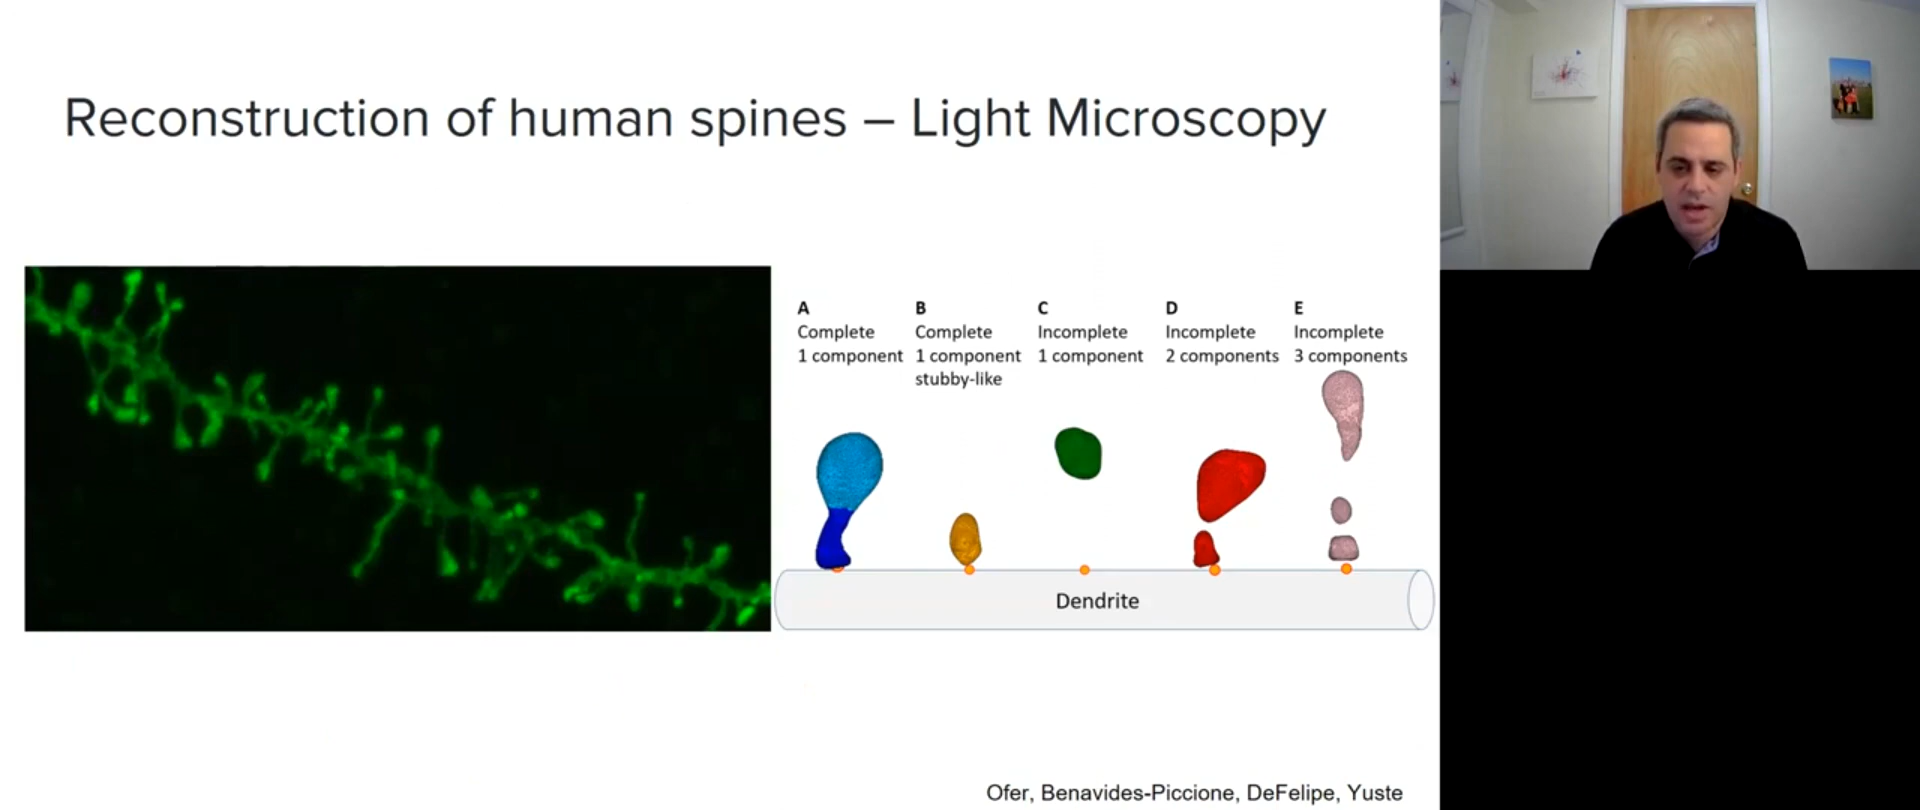 Reconstruction of human spines – Light Microscopy
A
Complete
1 component
B
Complete
1 component
stubby-like
C
Incomplete
1 component
D
Incomplete
2 components
E
Incomplete
3 components
Dendrite
Ofer, Benavides-Piccione, DeFelipe, Yuste